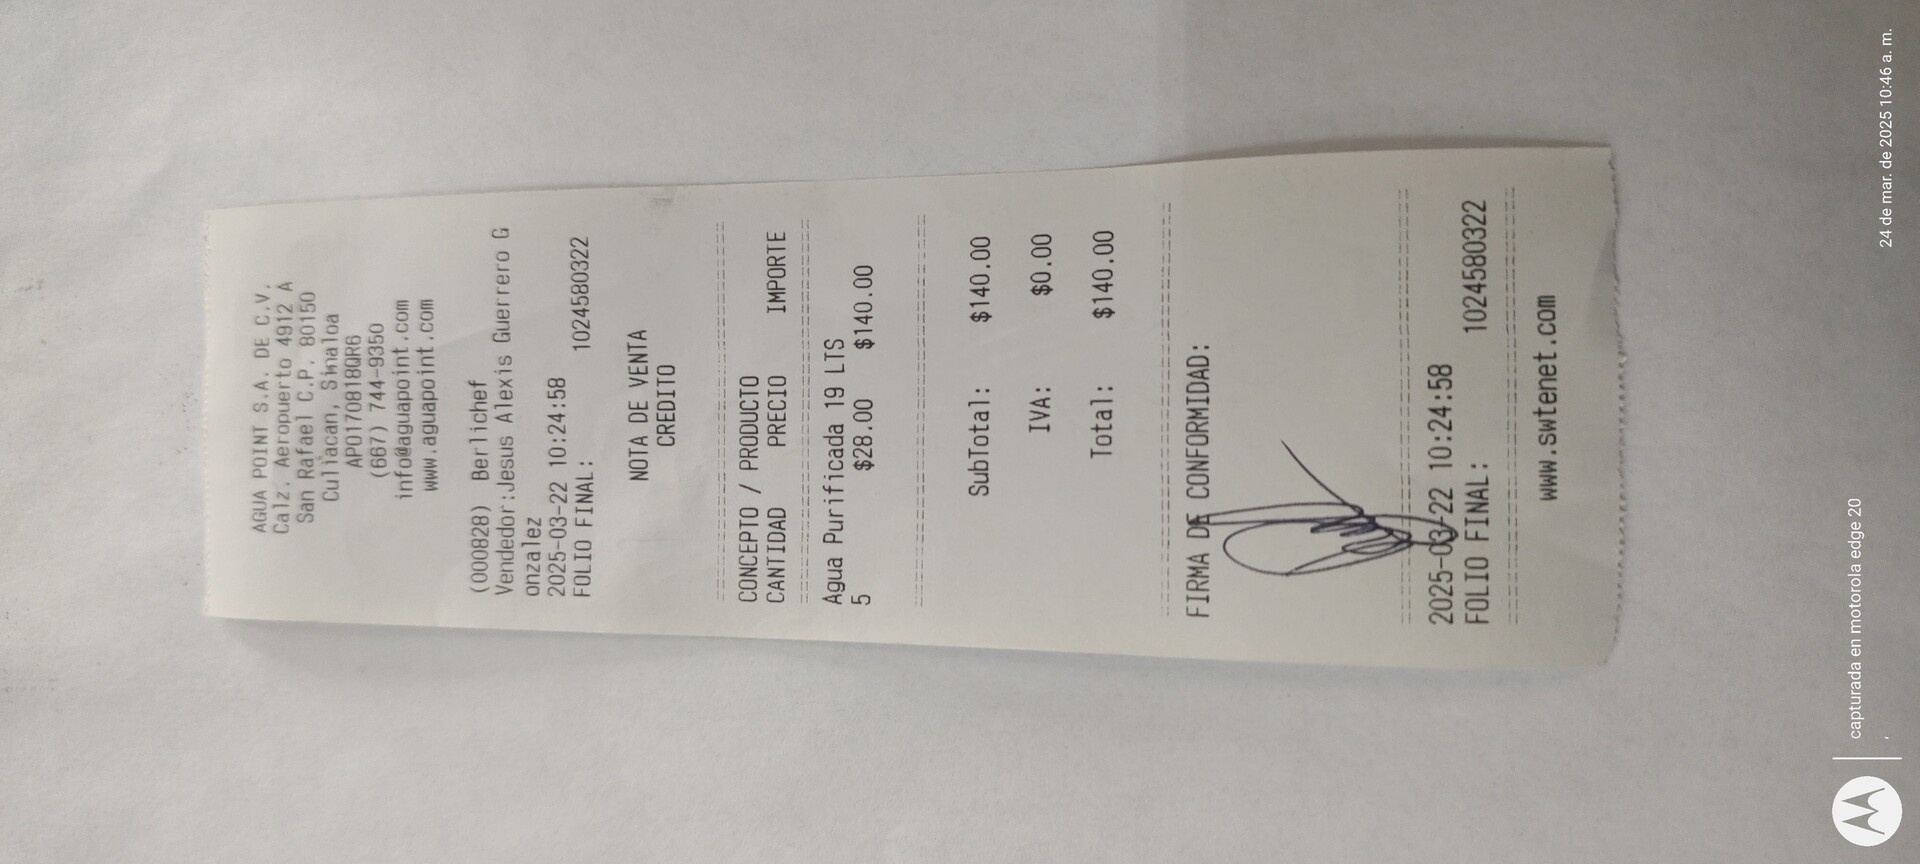 AGUA POINT S.A. DE C.V.
Calz. Aeropuerto 4912 A
San Rafael C.P. 80150
Culiacan, Sinaloa
APO170818QR6
(667) 744-9350
info@aguapoint.com
www.aguapoint.com
(000828) Berlichef
Vendedor:Jesus Alexis Guerrero G
onzalez
2025-03-22 10:24:58
FOLIO FINAL: 1024580322
NOTA DE VENTA
CREDITO
CONCEPTO / PRODUCTO
CANTIDAD PRECIO IMPORTE
Agua Purificada 19 LTS
5 $28.00 $140.00
SubTotal: $140.00
IVA: $0.00
Total: $140.00
FIRMA DE CONFORMIDAD:
2025-03-22 10:24:58
FOLIO FINAL: 1024580322
www.swtenet.com
capturada en motorola edge 20
,
24 de mar. de 2025 10:46 a. m.